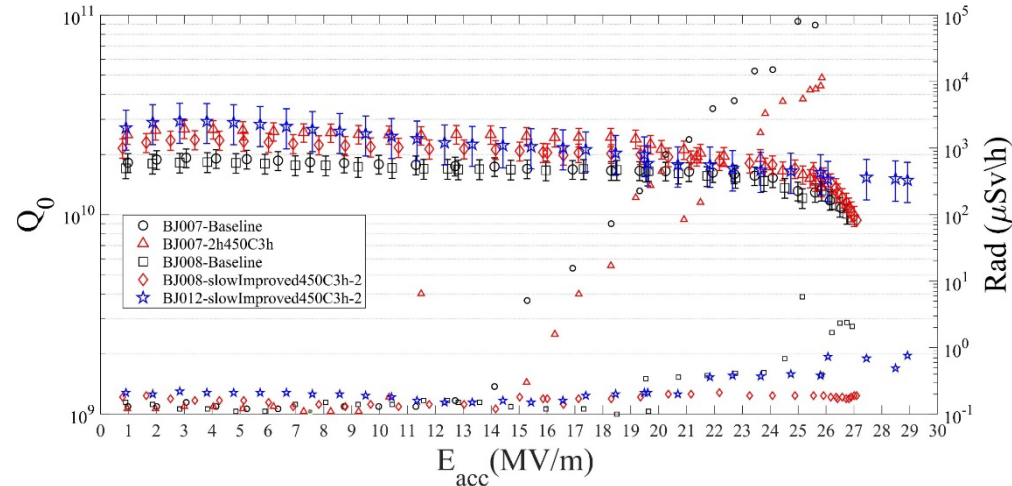 10^11
10^10
10^9
Q_0
BJ007-Baseline
BJ007-2h450C3h
BJ008-Baseline
BJ008-slowImproved450C3h-2
BJ012-slowImproved450C3h-2
10^5
10^4
10^3
10^2
10^1
10^0
10^-1
Rad (μSv\h)
0 1 2 3 4 5 6 7 8 9 10 11 12 13 14 15 16 17 18 19 20 21 22 23 24 25 26 27 28 29 30
E_acc(MV/m)